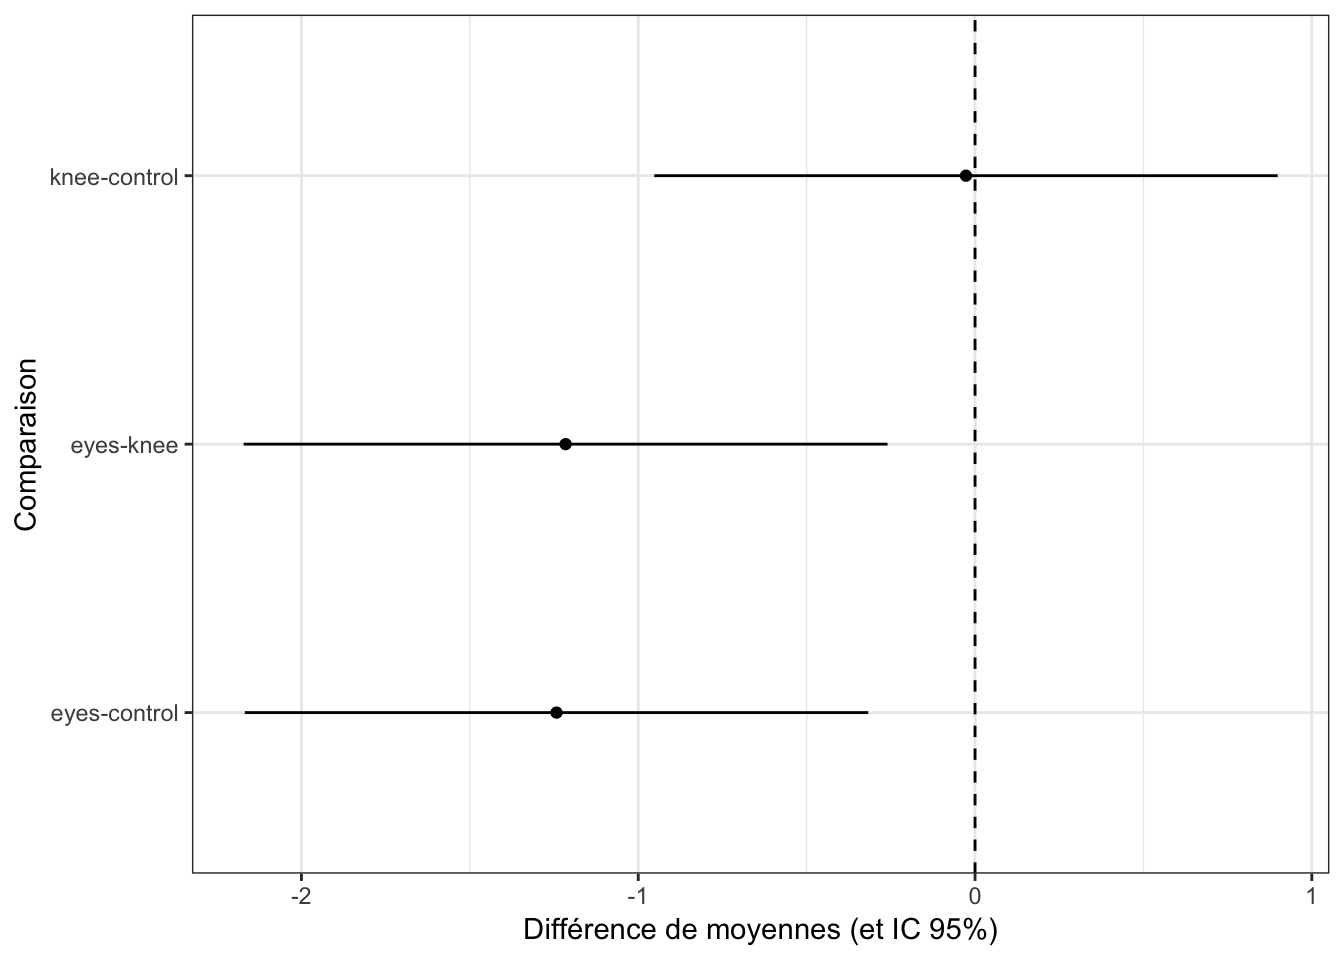 knee-control
eyes-knee
eyes-control
Comparaison
-2 -1 0 1
Différence de moyennes (et IC 95%)